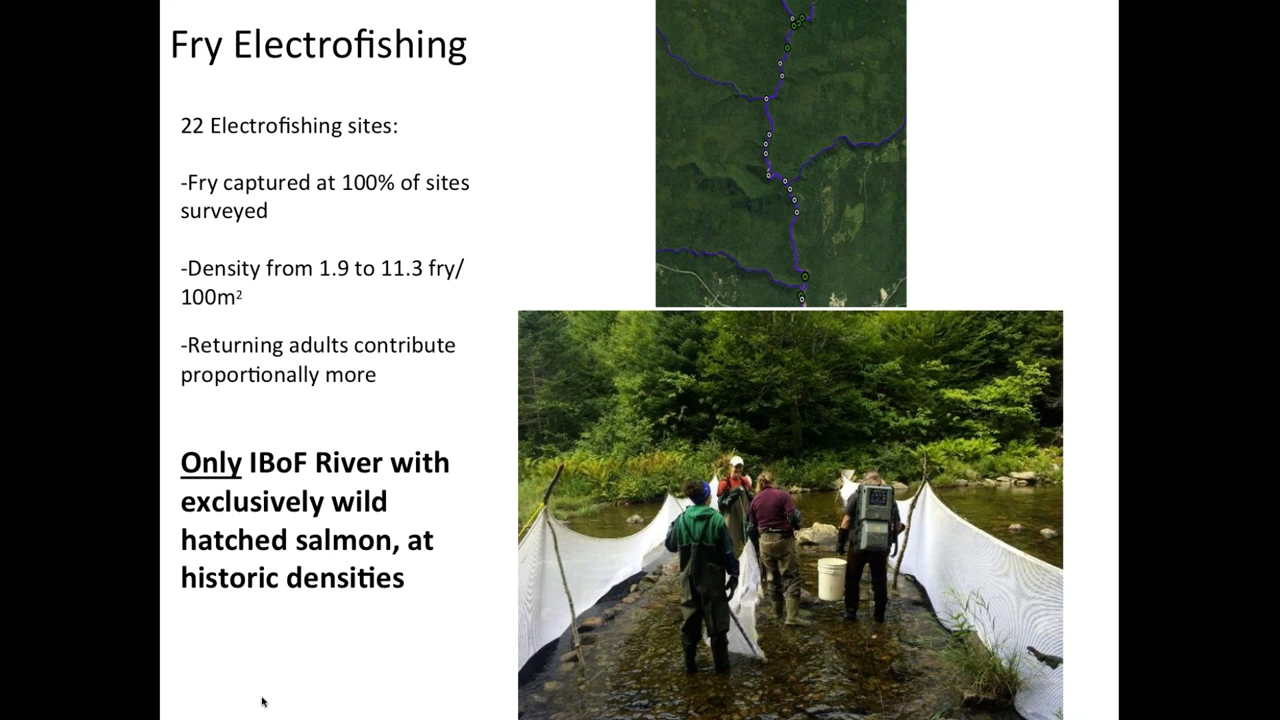 Fry Electrofishing
22 Electrofishing sites:
-Fry captured at 100% of sites
surveyed
-Density from 1.9 to 11.3 fry/
100m²
-Returning adults contribute
proportionally more
Only IBoF River with
exclusively wild
hatched salmon, at
historic densities